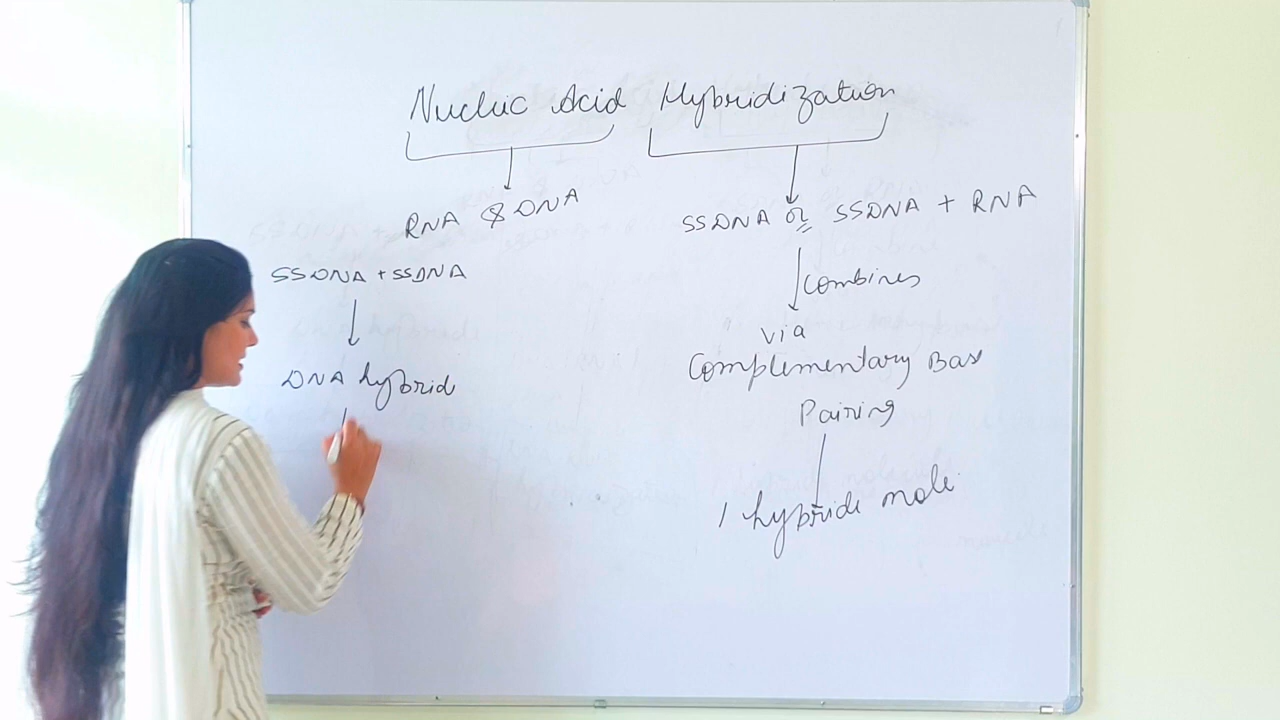 Nucleic Acid Hybridization
RNA & DNA
SSDNA or SSDNA + RNA
SSDNA + SSDNA
combines
via
DNA hybrid
Complementary Base
Pairing
1 hybride mole